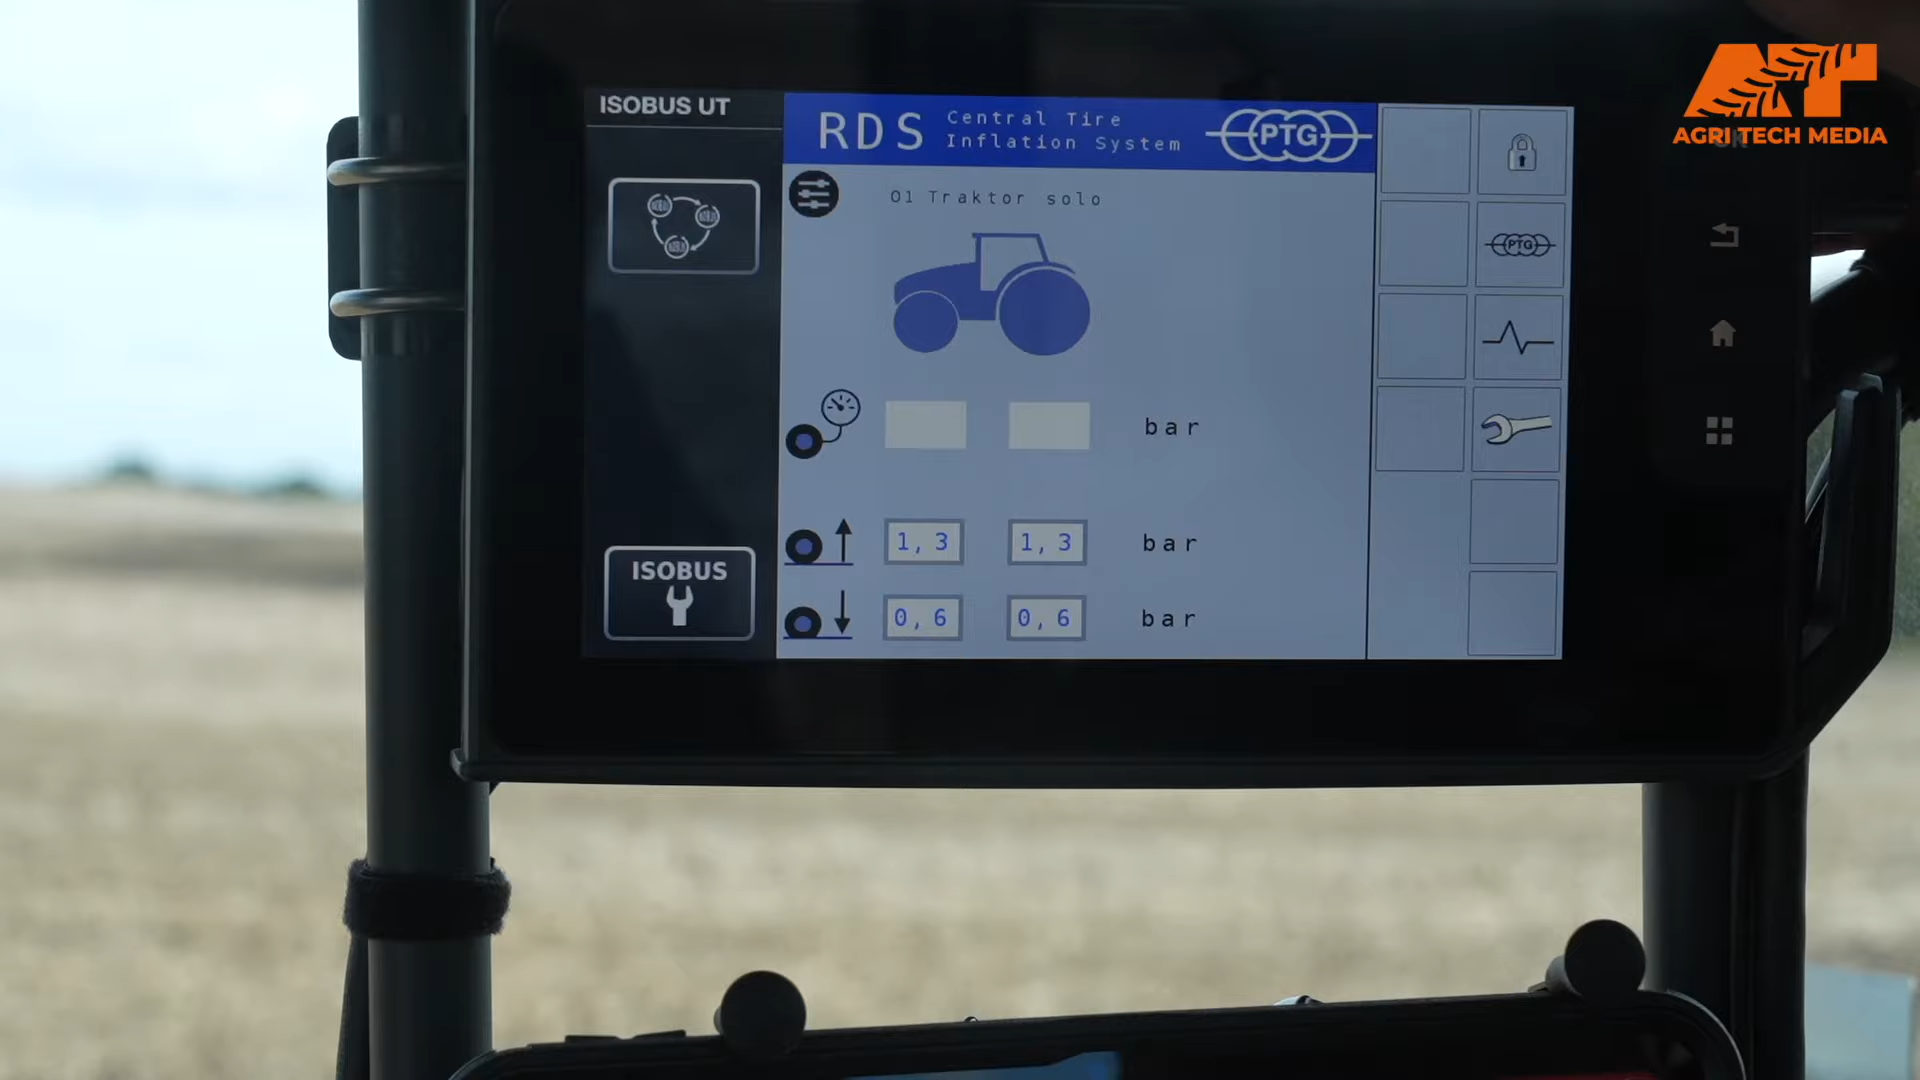 ISOBUS UT
RDS
Central Tire
Inflation System
PTG
AGRI TECH MEDIA
01 Traktor solo
PTG
bar
1,3 1,3 bar
ISOBUS
0,6 0,6 bar